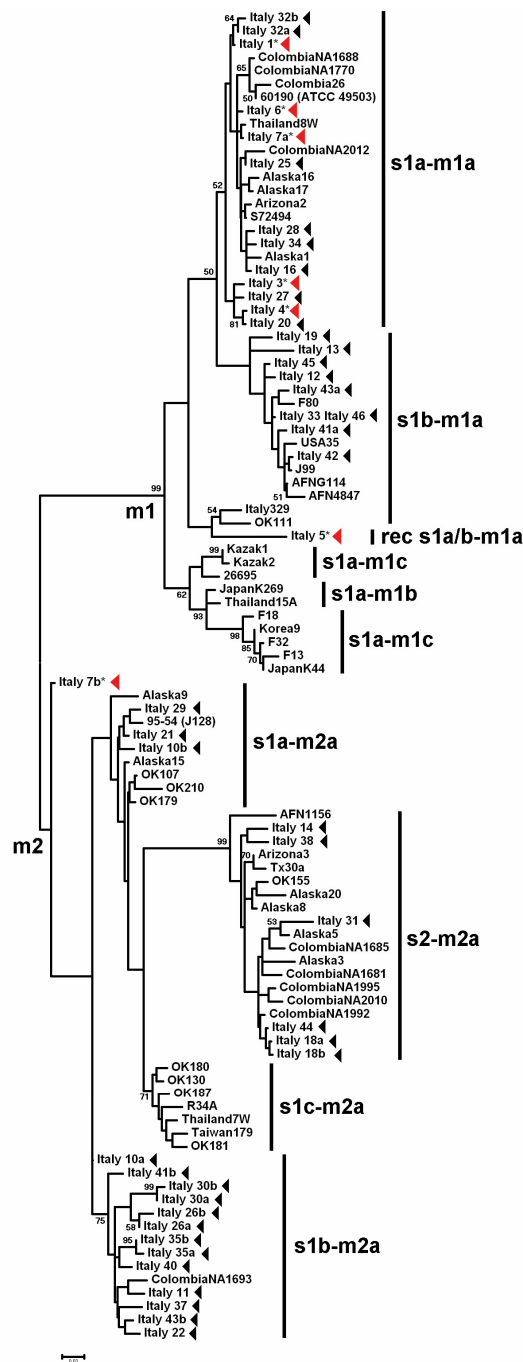 64
Italy 32b
Italy 32a
Italy 1*
65
ColombiaNA1688
ColombiaNA1770
Colombia26
50
60190 (ATCC 49503)
Italy 6*
Thailand8W
Italy 7a*
ColombiaNA2012
Italy 25
s1a-m1a
Alaska16
Alaska17
52
Arizona2
S72494
Italy 28
Italy 34
Alaska1
Italy 16
50
Italy 3*
Italy 27
Italy 4*
81
Italy 20
Italy 19
Italy 13
Italy 45
Italy 12
Italy 43a
F80
Italy 33 Italy 46
s1b-m1a
Italy 41a
USA35
Italy 42
J99
AFNG114
99
51
AFN4847
m1
54
Italy329
OK111
Italy 5*
rec s1a/b-m1a
99
Kazak1
Kazak2
s1a-m1c
26695
62
JapanK269
s1a-m1b
Thailand15A
93
F18
98
Korea9
s1a-m1c
85
F32
70
F13
JapanK44
Italy 7b*
Alaska9
Italy 29
95-54 (J128)
Italy 21
s1a-m2a
Italy 10b
Alaska15
OK107
OK210
OK179
AFN1156
m2
99
Italy 14
Italy 38
70
Arizona3
Tx30a
OK155
Alaska20
Alaska8
53
Italy 31
Alaska5
s2-m2a
ColombiaNA1685
Alaska3
ColombiaNA1681
ColombiaNA1995
ColombiaNA2010
ColombiaNA1992
Italy 44
Italy 18a
Italy 18b
OK180
OK130
71
OK187
R34A
s1c-m2a
Thailand7W
Taiwan179
OK181
Italy 10a
Italy 41b
99
Italy 30b
Italy 30a
75
Italy 26b
58
Italy 26a
95
Italy 35b
s1b-m2a
Italy 35a
Italy 40
ColombiaNA1693
Italy 11
Italy 37
Italy 43b
Italy 22